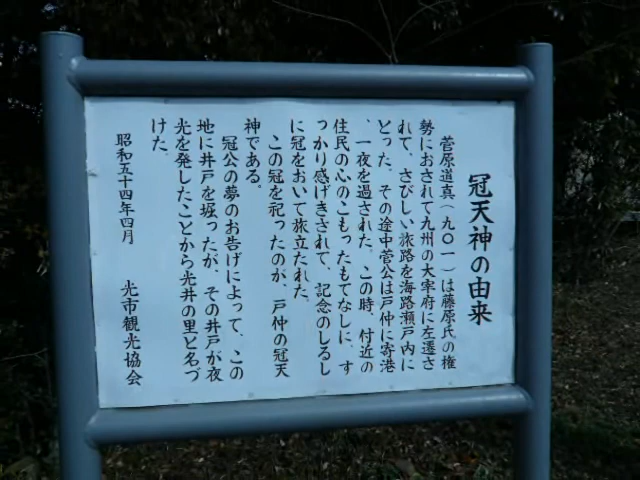 冠天神の由来
菅原道真(九〇一)は藤原氏の権
勢におされて九州の大宰府に左遷さ
れて、さびしい旅路を海路瀬戸内に
とった。その途中菅公は戸仲に寄港
、一夜を過された。この時、付近の
住民の心のこもったもてなしに、す
っかり感げきされて、記念のしるし
に冠をおいて旅立たれた。
この冠を祀ったのが、戸仲の冠天
神である。
冠公の夢のお告げによって、この
地に井戸を堀ったが、その井戸が夜
光を発したことから光井の里と名づ
けた。
昭和五十四年四月 光市観光協会